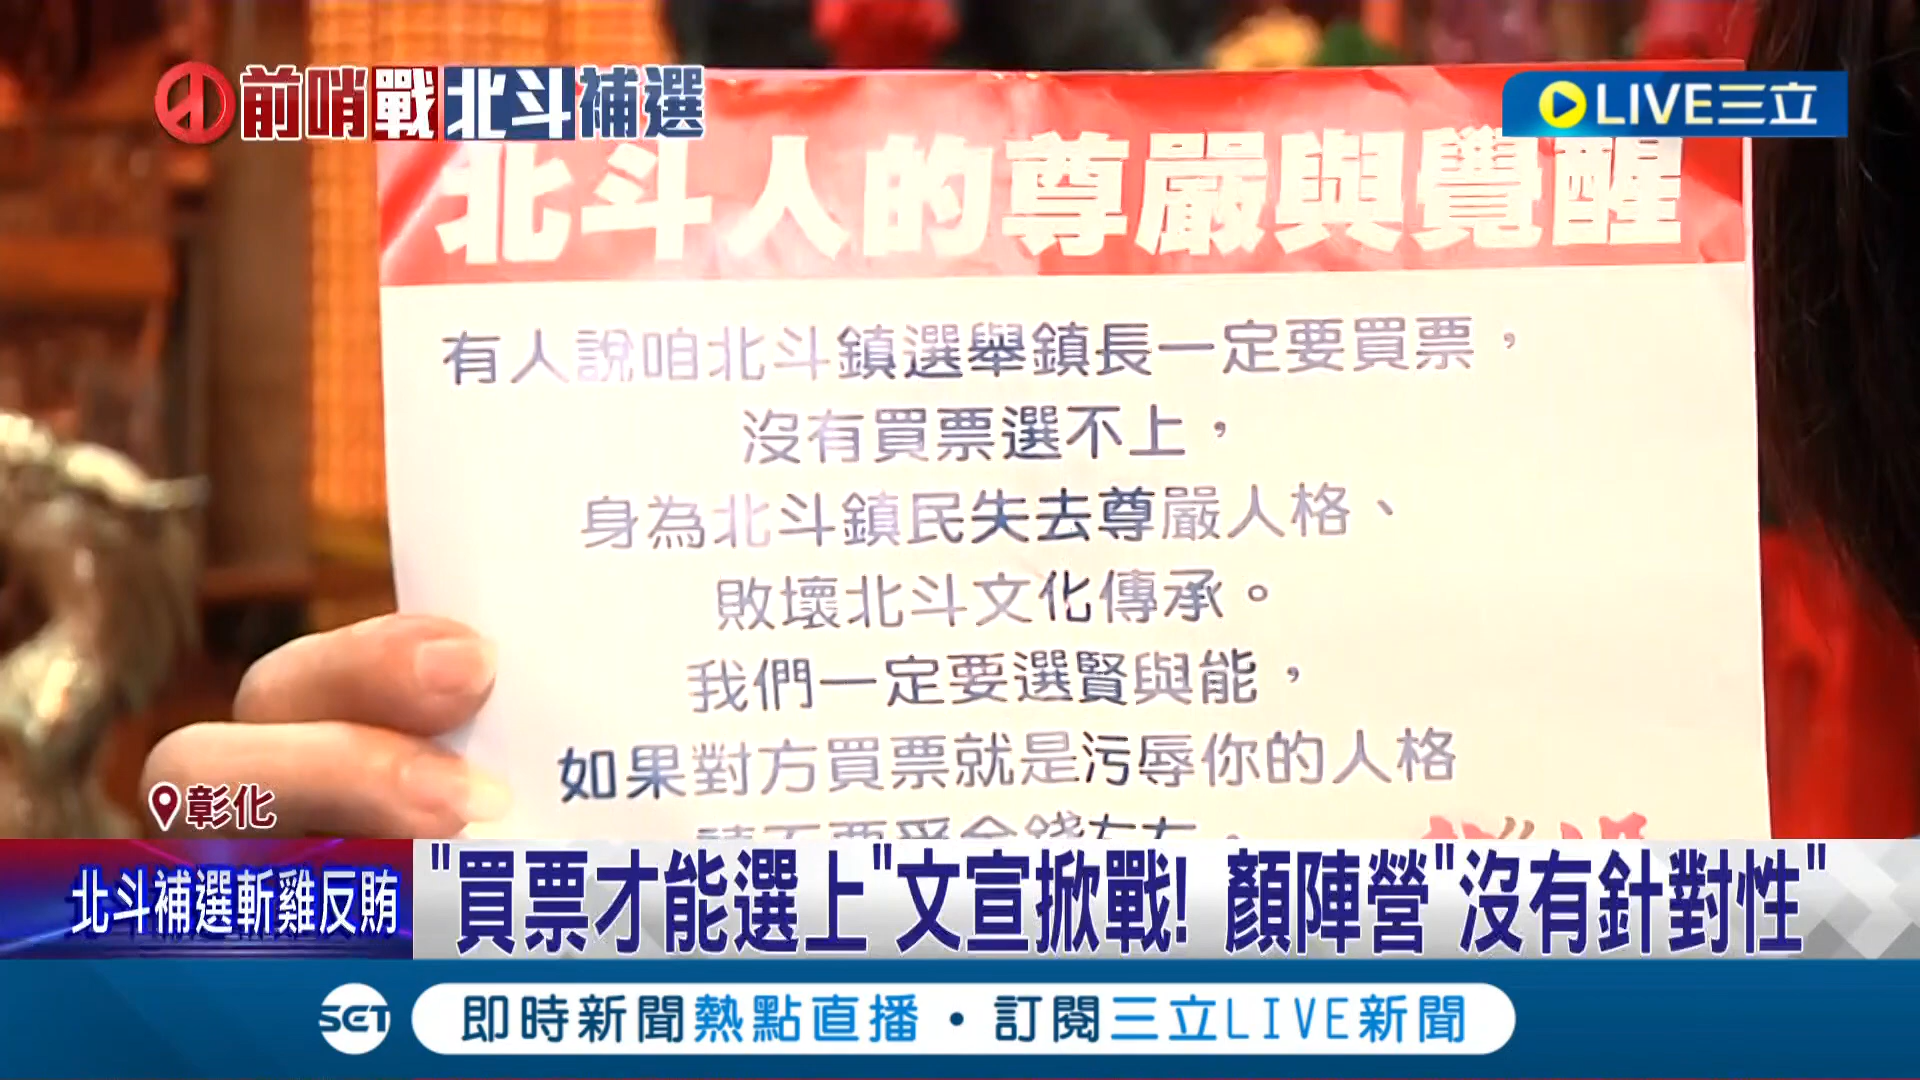 前哨戰北斗補選
LIVE三立
北斗人的尊嚴與覺醒
有人說咱北斗鎮選舉鎮長一定要買票，
沒有買票選不上，
身為北斗鎮民失去尊嚴人格、
敗壞北斗文化傳承。
我們一定要選賢與能，
如果對方買票就是污辱你的人格
彰化
北斗補選斬雞反賄
"買票才能選上"文宣掀戰! 顏陣營"沒有針對性"
SET
即時新聞熱點直播・訂閱三立LIVE新聞